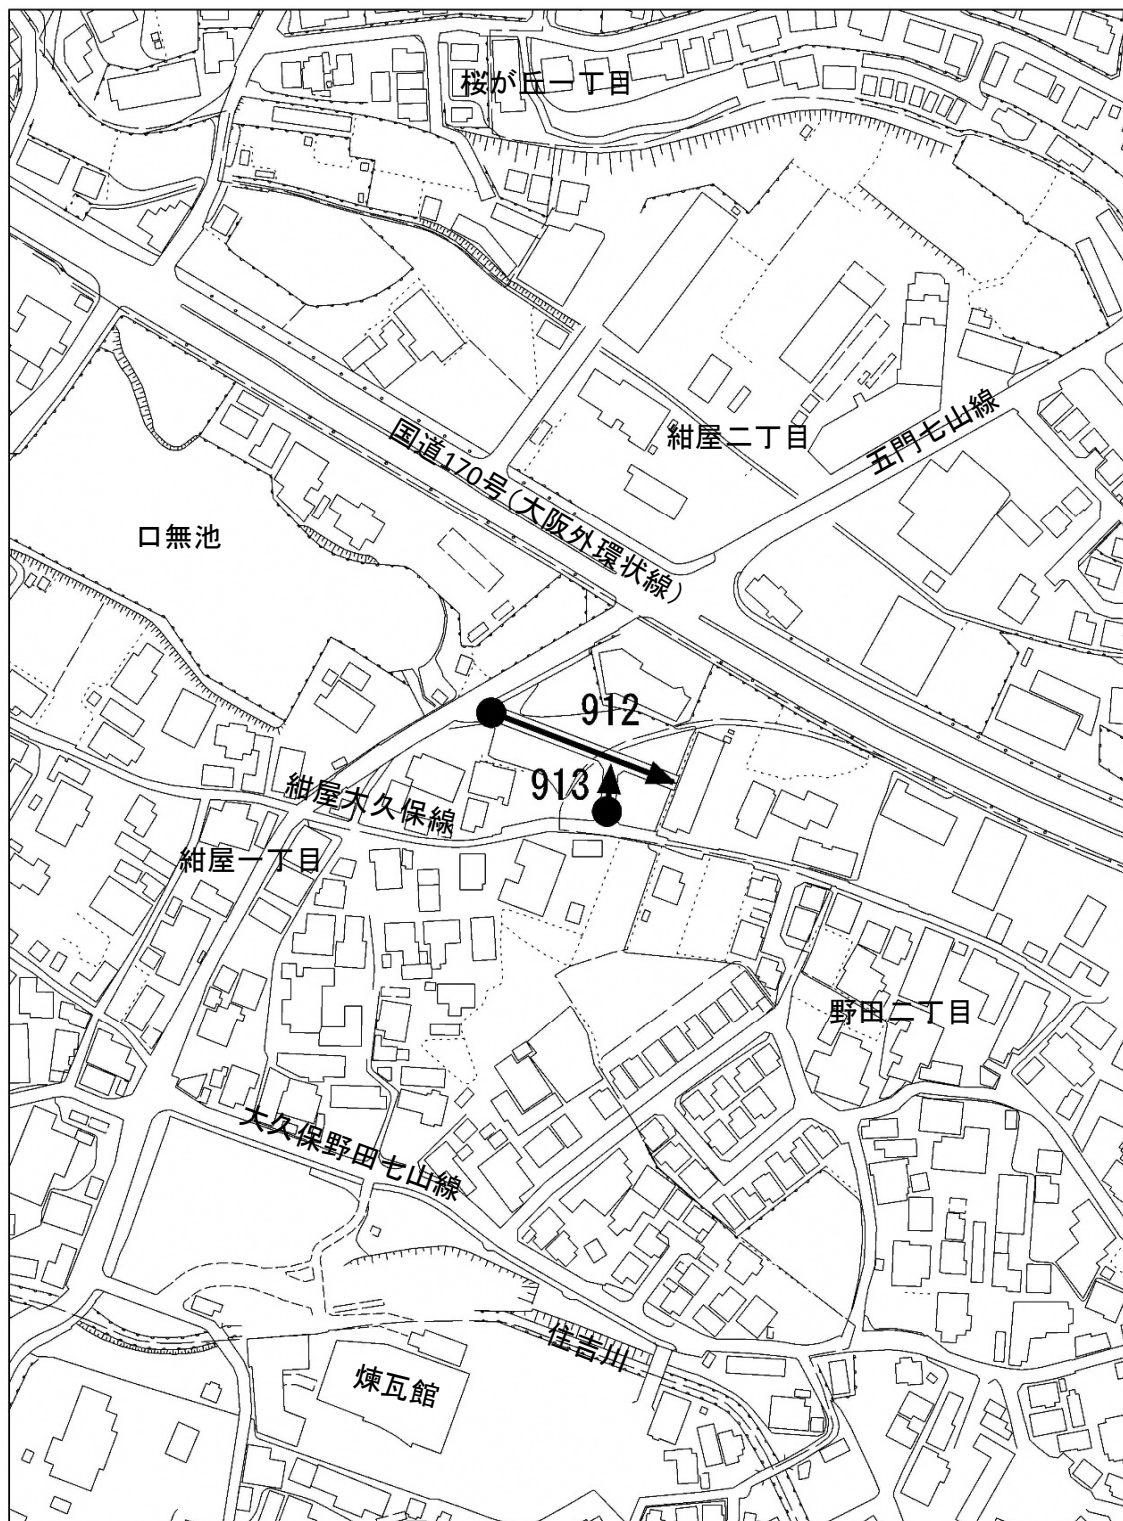 桜が丘一丁目
国道170号(大阪外環状線)
紺屋二丁目
五門七山線
口無池
912
913
紺屋大久保線
紺屋一丁目
野田二丁目
大久保野田七山線
住吉川
煉瓦館